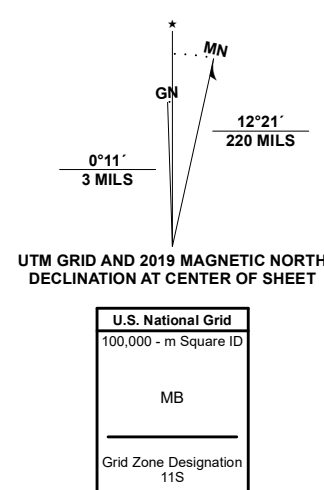 ★
MN
GN
12°21´
220 MILS
0°11´
3 MILS
UTM GRID AND 2019 MAGNETIC NORTH
DECLINATION AT CENTER OF SHEET
U.S. National Grid
100,000 - m Square ID
MB
Grid Zone Designation
11S